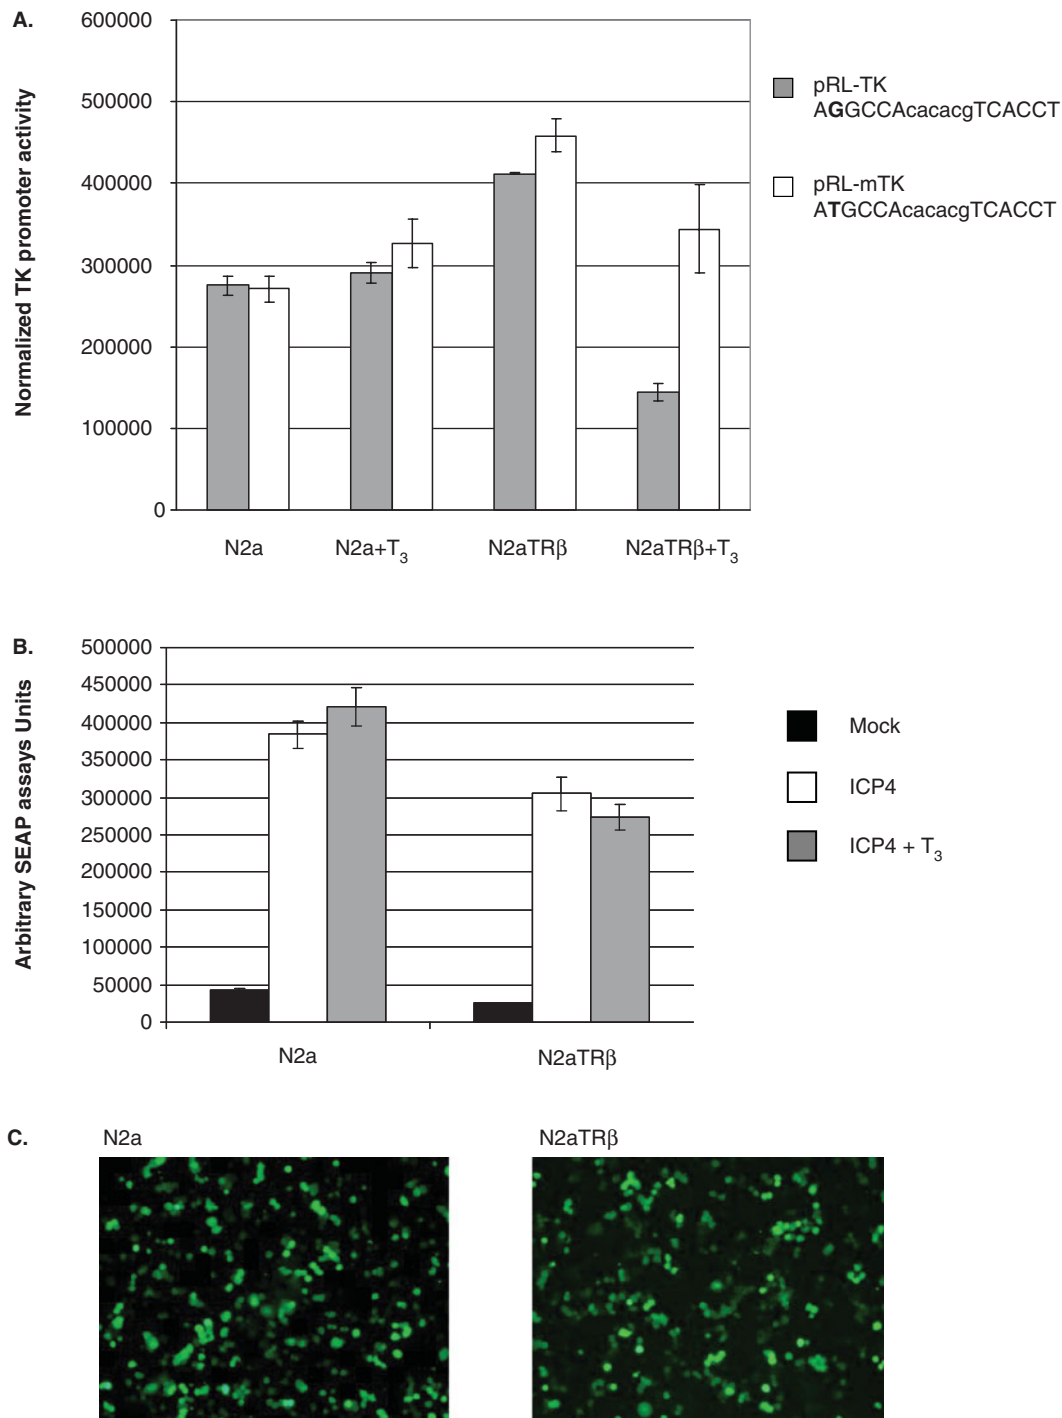 A.
Normalized TK promoter activity
600000
500000
400000
300000
200000
100000
0
N2a
N2a+T3
N2aTRβ
N2aTRβ+T3
pRL-TK
AGGCCAcacacgTCACCT
pRL-mTK
ATGCCAcacacgTCACCT
B.
Arbitrary SEAP assays Units
500000
450000
400000
350000
300000
250000
200000
150000
100000
50000
0
N2a
N2aTRβ
Mock
ICP4
ICP4 + T3
C.
N2a
N2aTRβ